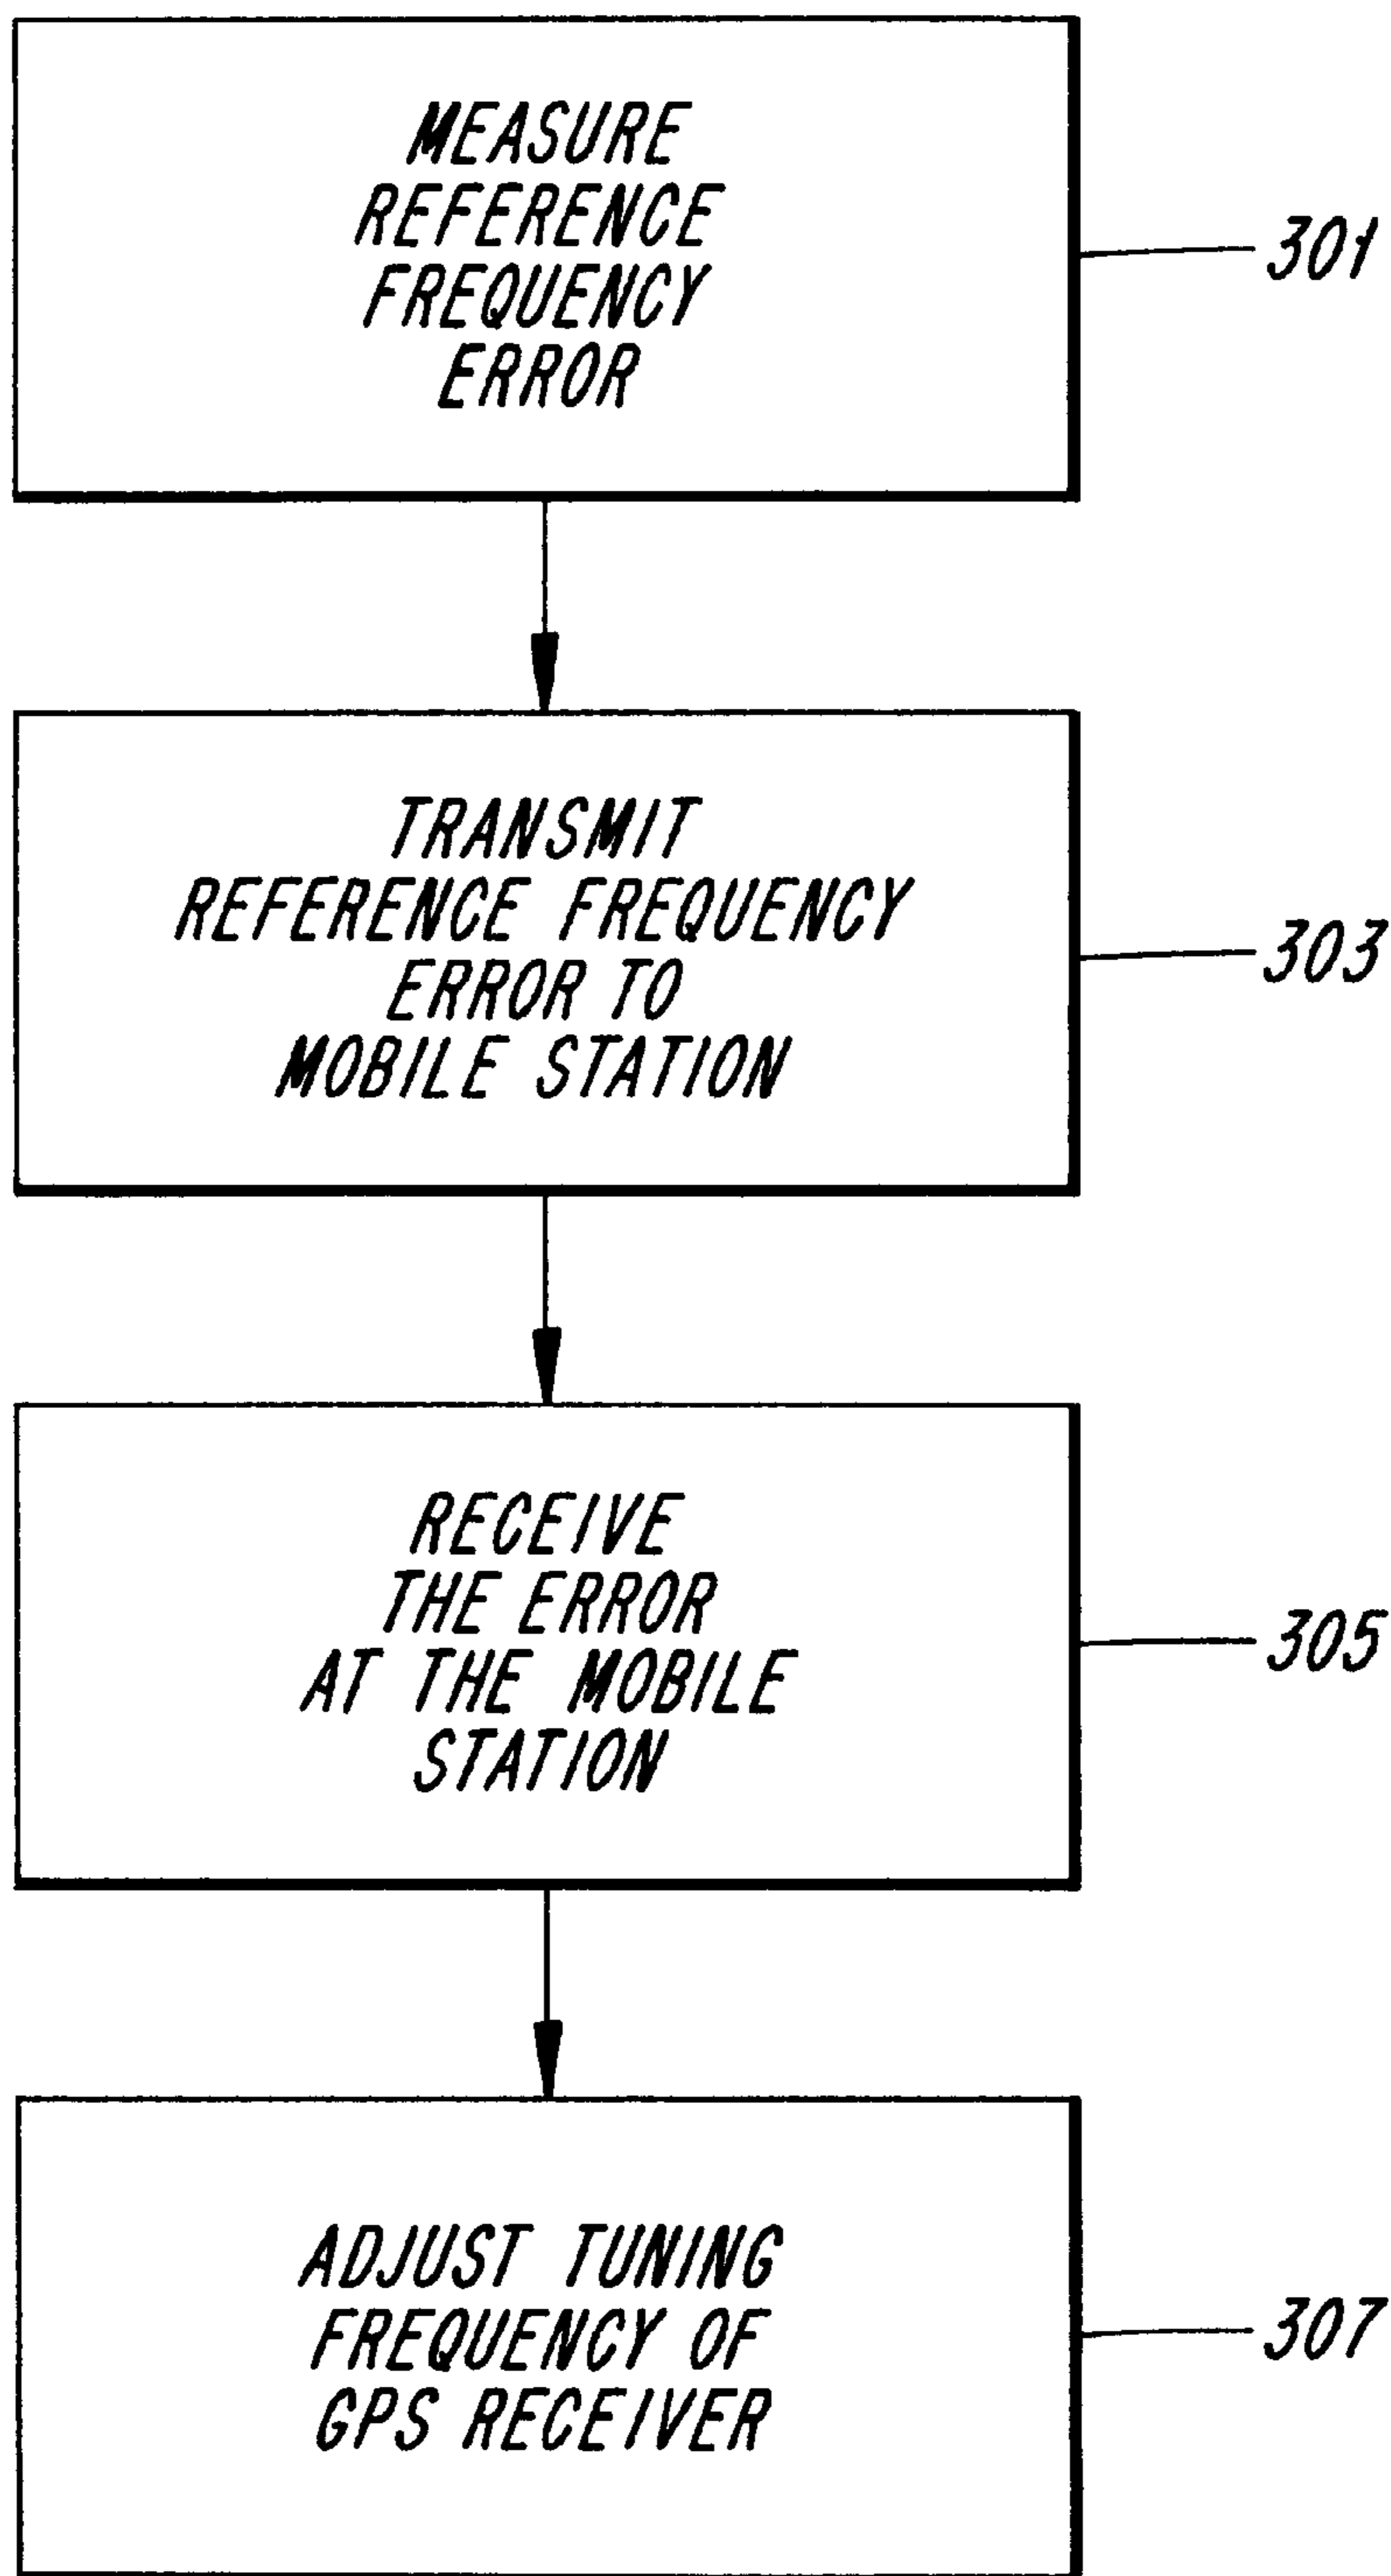 MEASURE
REFERENCE
FREQUENCY
ERROR
301
TRANSMIT
REFERENCE FREQUENCY
ERROR TO
MOBILE STATION
303
RECEIVE
THE ERROR
AT THE MOBILE
STATION
305
ADJUST TUNING
FREQUENCY OF
GPS RECEIVER
307